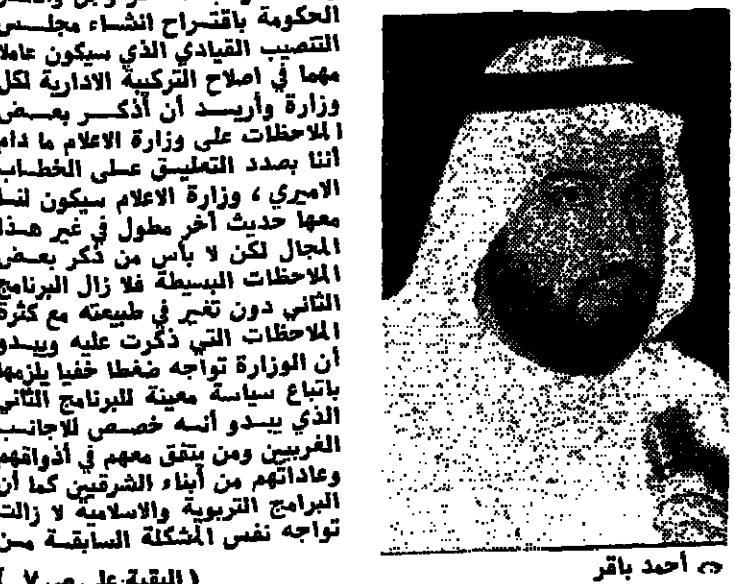 الحكومة باقتراح انشاء مجلس
التنصيب القيادي الذي سيكون عاملا
مهما في اصلاح التركيبة الادارية لكل
وزارة وأريد أن أذكر بعض
الملاحظات على وزارة الاعلام ما دام
أننا بصدد التعليق على الخطاب
الاميري ، وزارة الاعلام سيكون لنا
معها حديث آخر مطول في غير هذا
المجال لكن لا بأس من ذكر بعض
الملاحظات البسيطة فلا زال البرنامج
الثاني دون تغير في طبيعته مع كثرة
الملاحظات التي ذكرت عليه ويبدو
أن الوزارة تواجه ضغطا خفيا يلزمها
باتباع سياسة معينة للبرنامج الثاني
الذي يبدو أنه خصص للاجانب
الغربيين ومن يتفق معهم في أذواقهم
وعاداتهم من أبناء الشرقيين كما أن
البرامج التربوية والاسلامية لا زالت
تواجه نفس المشكلة السابقة من
( البقية على ص ٧ )
أحمد باقر